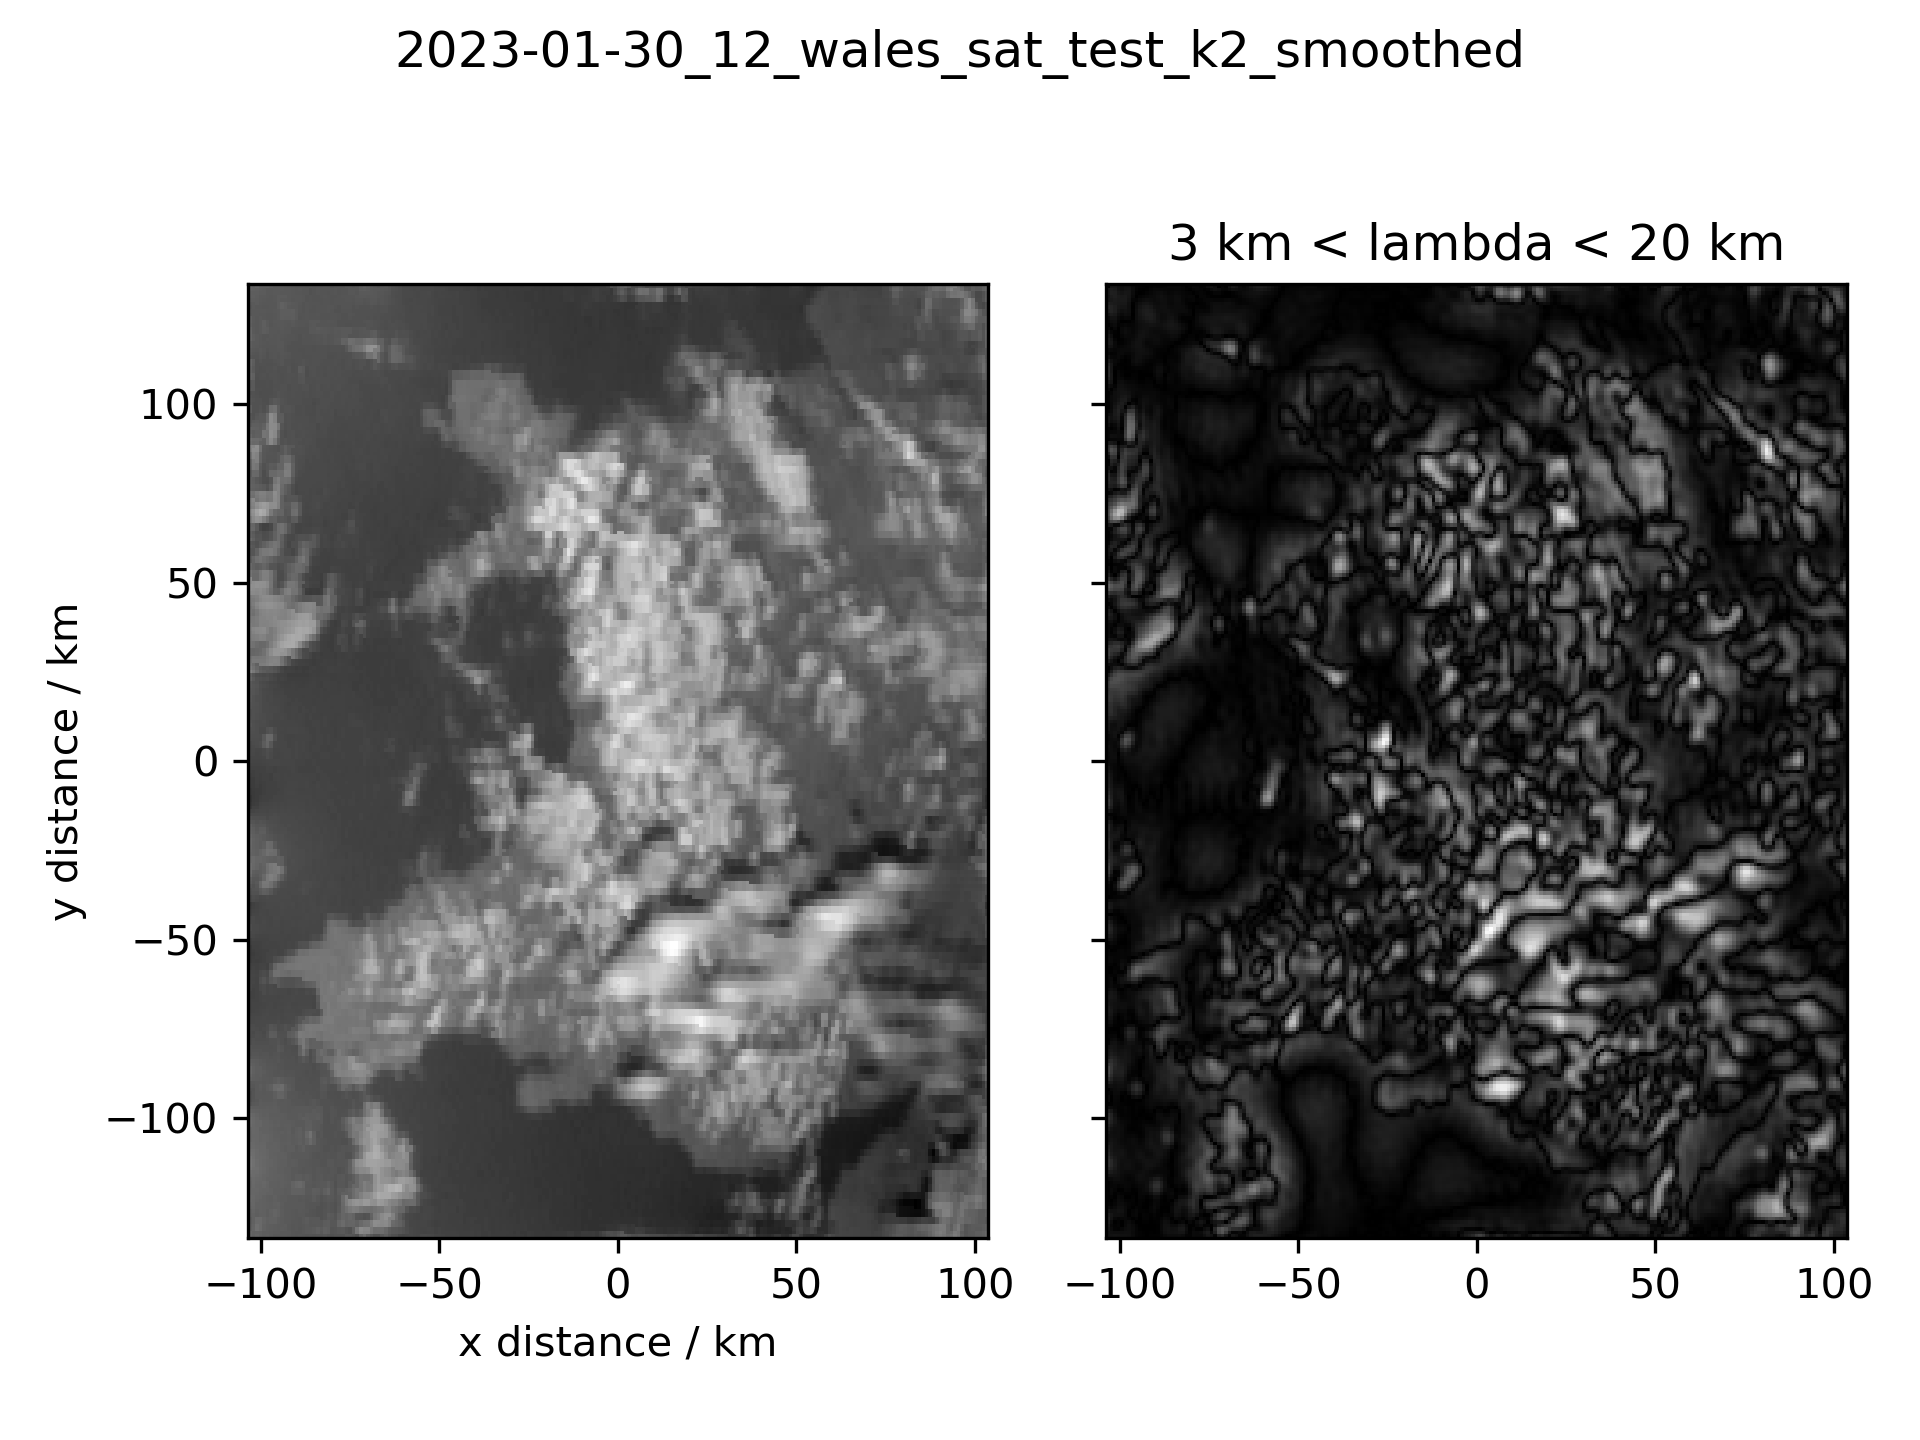 2023-01-30_12_wales_sat_test_k2_smoothed
3 km < lambda < 20 km
y distance / km
100
50
0
−50
−100
−100 −50 0 50 100
x distance / km
−100 −50 0 50 100